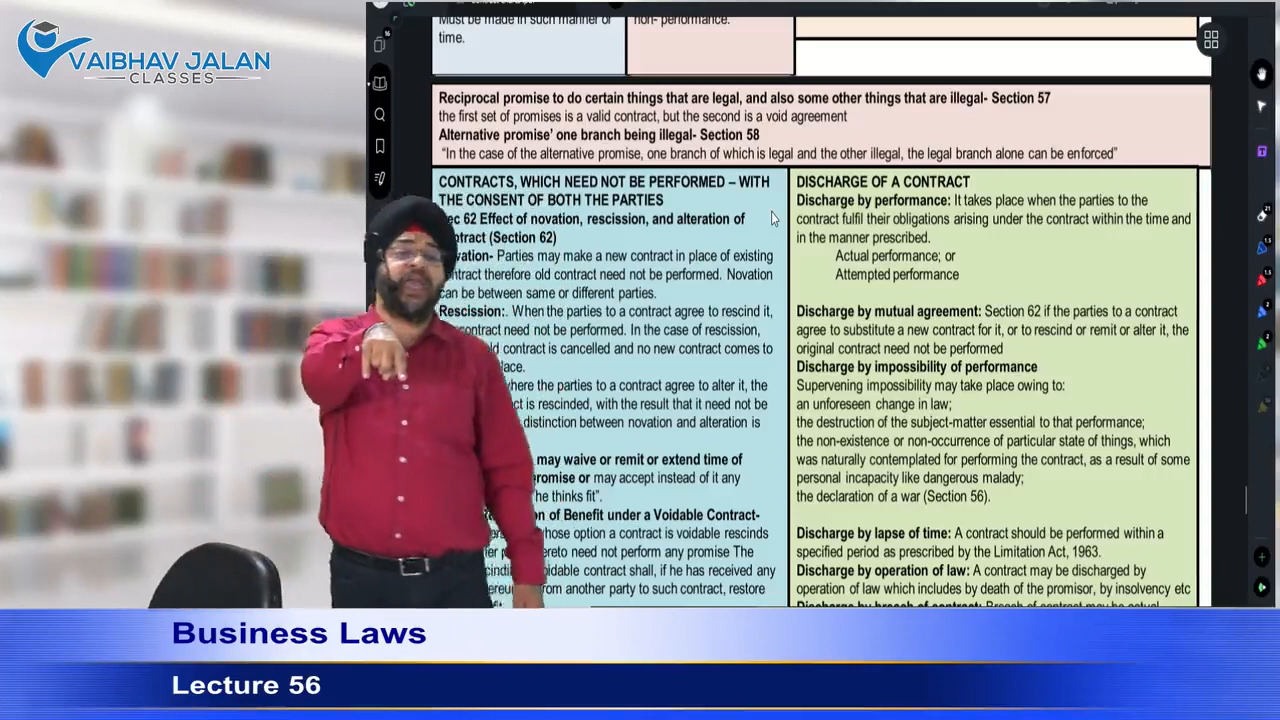 VAIBHAV JALAN
CLASSES
Must be made in such manner or
time.
non- performance.
Reciprocal promise to do certain things that are legal, and also some other things that are illegal- Section 57
the first set of promises is a valid contract, but the second is a void agreement
Alternative promise’ one branch being illegal- Section 58
“In the case of the alternative promise, one branch of which is legal and the other illegal, the legal branch alone can be enforced”
CONTRACTS, WHICH NEED NOT BE PERFORMED – WITH
THE CONSENT OF BOTH THE PARTIES
62 Effect of novation, rescission, and alteration of
(Section 62)
Parties may make a new contract in place of existing
therefore old contract need not be performed. Novation
can be between same or different parties.
Rescission:. When the parties to a contract agree to rescind it,
contract need not be performed. In the case of rescission,
contract is cancelled and no new contract comes to
where the parties to a contract agree to alter it, the
is rescinded, with the result that it need not be
distinction between novation and alteration is
may waive or remit or extend time of
or may accept instead of it any
he thinks fit”.
of Benefit under a Voidable Contract-
whose option a contract is voidable rescinds
need not perform any promise The
contract shall, if he has received any
from another party to such contract, restore
DISCHARGE OF A CONTRACT
Discharge by performance: It takes place when the parties to the
contract fulfil their obligations arising under the contract within the time and
in the manner prescribed.
Actual performance; or
Attempted performance
Discharge by mutual agreement: Section 62 if the parties to a contract
agree to substitute a new contract for it, or to rescind or remit or alter it, the
original contract need not be performed
Discharge by impossibility of performance
Supervening impossibility may take place owing to:
an unforeseen change in law;
the destruction of the subject-matter essential to that performance;
the non-existence or non-occurrence of particular state of things, which
was naturally contemplated for performing the contract, as a result of some
personal incapacity like dangerous malady;
the declaration of a war (Section 56).
Discharge by lapse of time: A contract should be performed within a
specified period as prescribed by the Limitation Act, 1963.
Discharge by operation of law: A contract may be discharged by
operation of law which includes by death of the promisor, by insolvency etc
Discharge by breach of contract: Breach of contract may be actual
Business Laws
Lecture 56